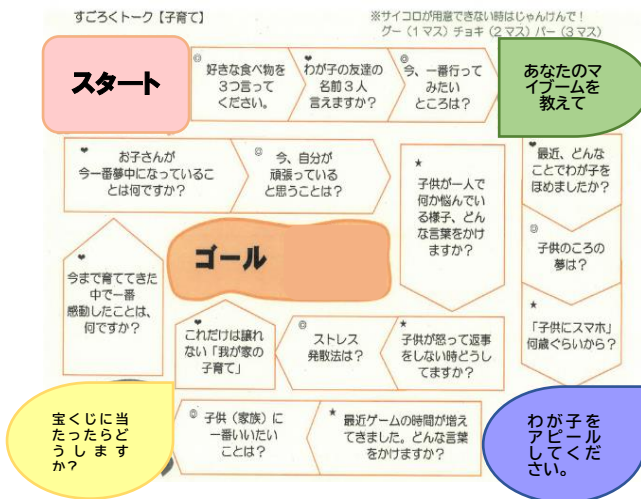 すごろくトーク【子育て】
※サイコロが用意できない時はじゃんけんで！
グー（1マス）チョキ（2マス）パー（3マス）
スタート
◎
好きな食べ物を
3つ言って
ください。
❤
わが子の友達の
名前3人
言えますか？
◎
今、一番行って
みたい
ところは？
あなたのマ
イブームを
教えて
❤
最近、どんな
ことでわが子を
ほめましたか？
◎
子供のころの
夢は？
★
「子供にスマホ」
何歳ぐらいから？
わが子を
アピール
してくだ
さい。
★
最近ゲームの時間が増え
てきました。どんな言葉
をかけますか？
◎
子供（家族）に
一番いいたい
ことは？
宝くじに当
たったらど
うします
か？
❤
今まで育ててきた
中で一番
感動したことは、
何ですか？
❤
お子さんが
今一番夢中になっているこ
とは何ですか？
◎
今、自分が
頑張っている
と思うことは？
★
子供が一人で
何か悩んでい
る様子、どん
な言葉をかけ
ますか？
★
子供が怒って返事
をしない時どうし
てますか？
◎
ストレス
発散法は？
❤
これだけは譲れ
ない「我が家の
子育て」
ゴール